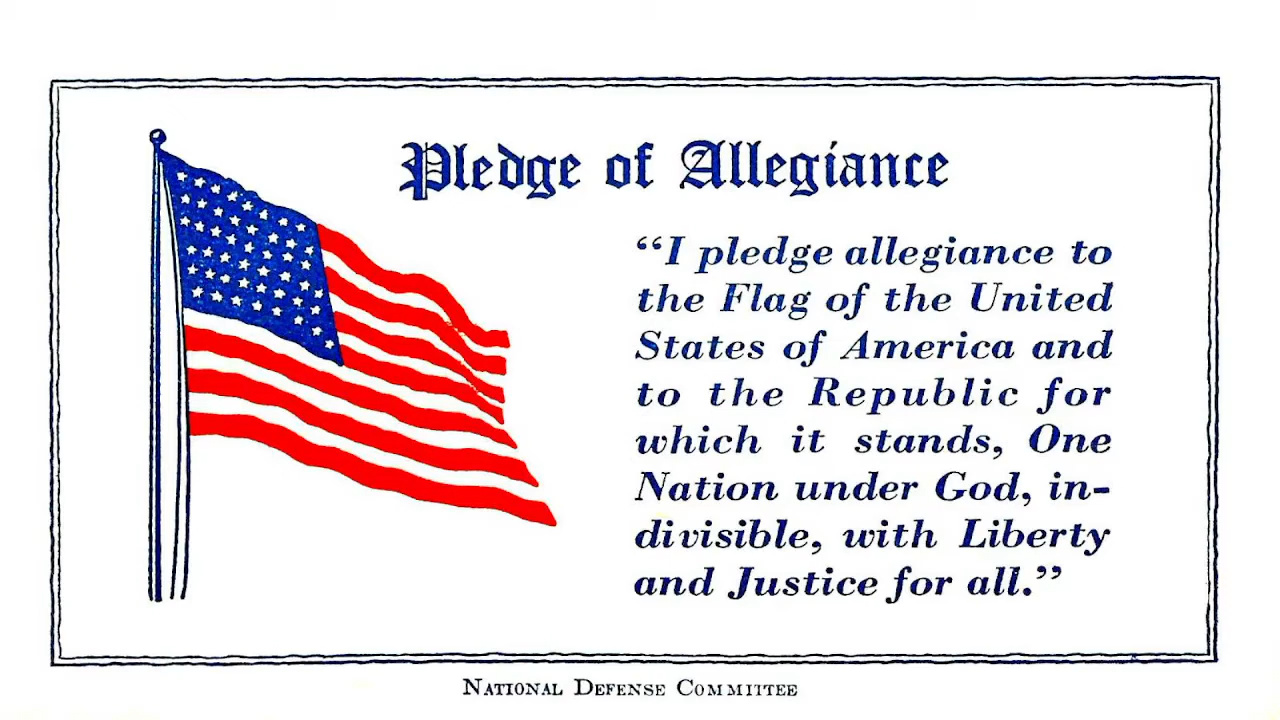 Pledge of Allegiance
“I pledge allegiance to
the Flag of the United
States of America and
to the Republic for
which it stands, One
Nation under God, in-
divisible, with Liberty
and Justice for all.”
National Defense Committee